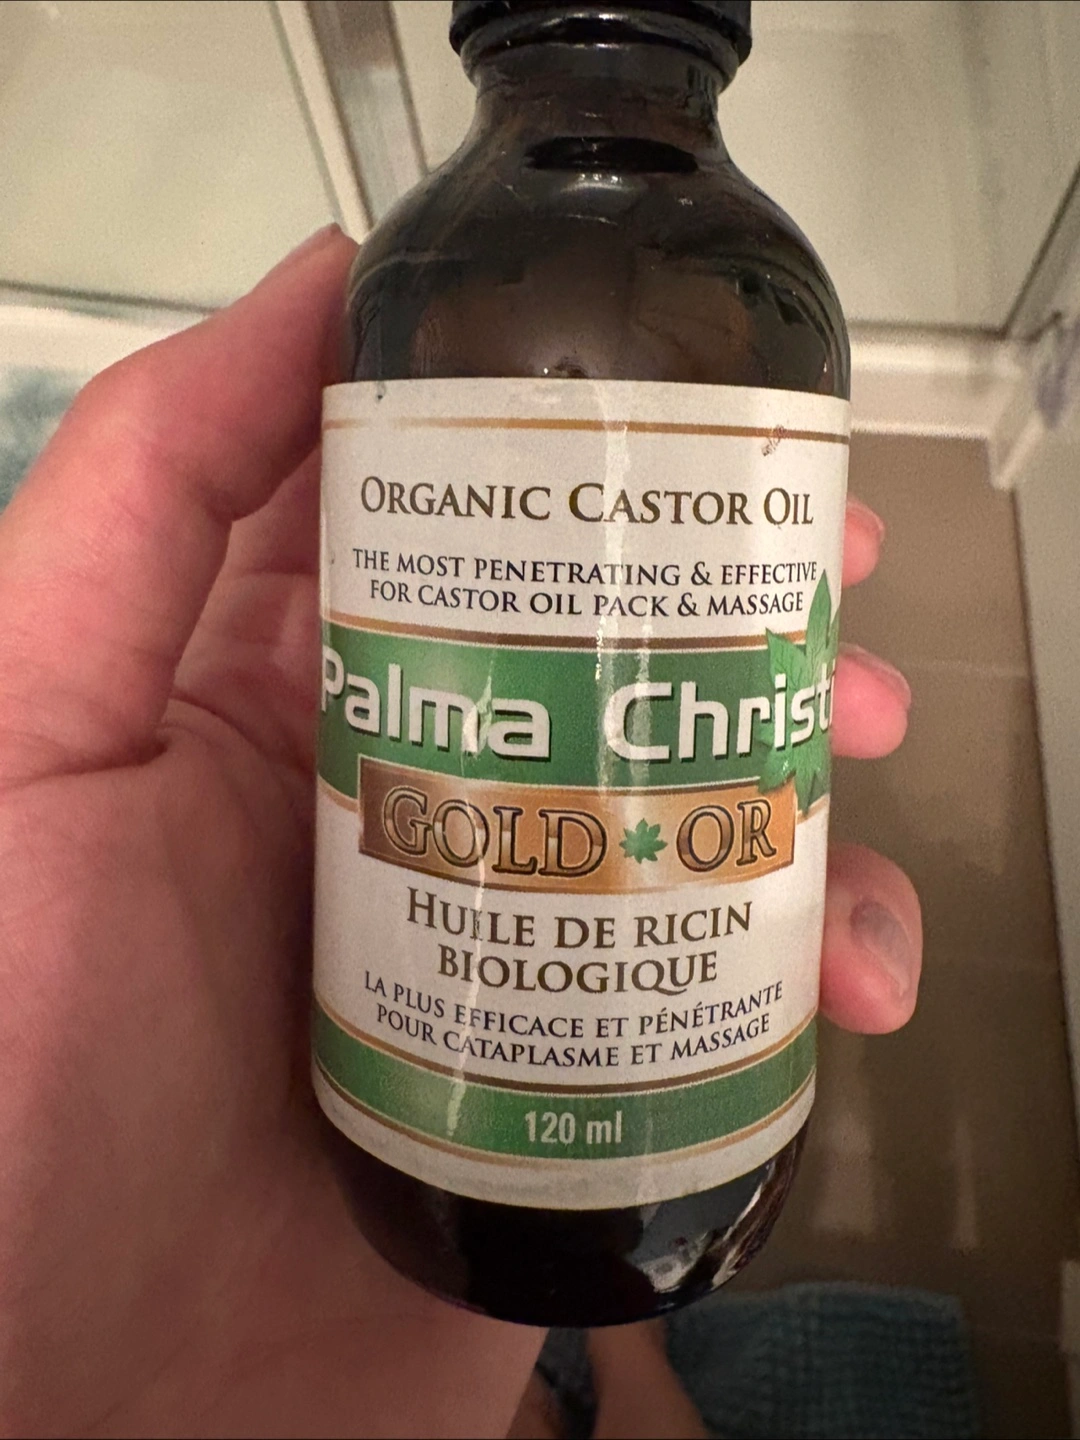 ORGANIC CASTOR OIL
THE MOST PENETRATING & EFFECTIVE
FOR CASTOR OIL PACK & MASSAGE
Palma Christi
GOLD OR
HUILE DE RICIN
BIOLOGIQUE
LA PLUS EFFICACE ET PÉNÉTRANTE
POUR CATAPLASME ET MASSAGE
120 ml